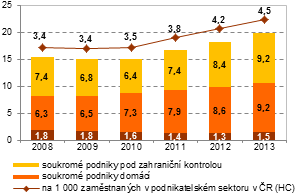 25
20
15
10
5
0
3,4 3,4 3,5 3,8 4,2 4,5
7,4 6,8 6,4 7,4 8,4 9,2
6,3 6,5 7,3 7,9 8,6 9,2
1,8 1,8 1,6 1,4 1,3 1,5
2008 2009 2010 2011 2012 2013
soukromé podniky pod zahraniční kontrolou
soukromé podniky domácí
na 1 000 zaměstnaných v podnikatelském sektoru v ČR (HC)